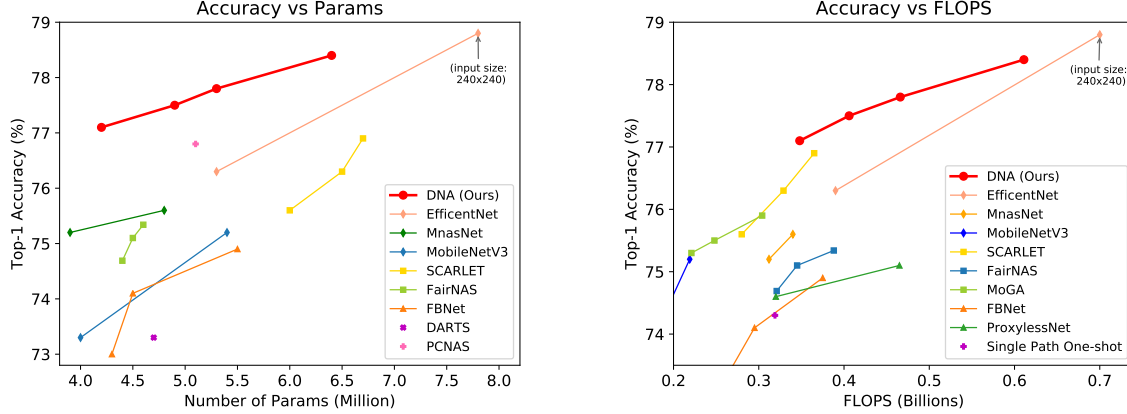 Accuracy vs Params
79
78
77
76
75
74
73
Top-1 Accuracy (%)
4.0 4.5 5.0 5.5 6.0 6.5 7.0 7.5 8.0
Number of Params (Million)
(input size:
240x240)
DNA (Ours)
EfficentNet
MnasNet
MobileNetV3
SCARLET
FairNAS
FBNet
DARTS
PCNAS
Accuracy vs FLOPS
79
78
77
76
75
74
Top-1 Accuracy (%)
0.2 0.3 0.4 0.5 0.6 0.7
FLOPS (Billions)
(input size:
240x240)
DNA (Ours)
EfficentNet
MnasNet
MobileNetV3
SCARLET
FairNAS
MoGA
FBNet
ProxylessNet
Single Path One-shot